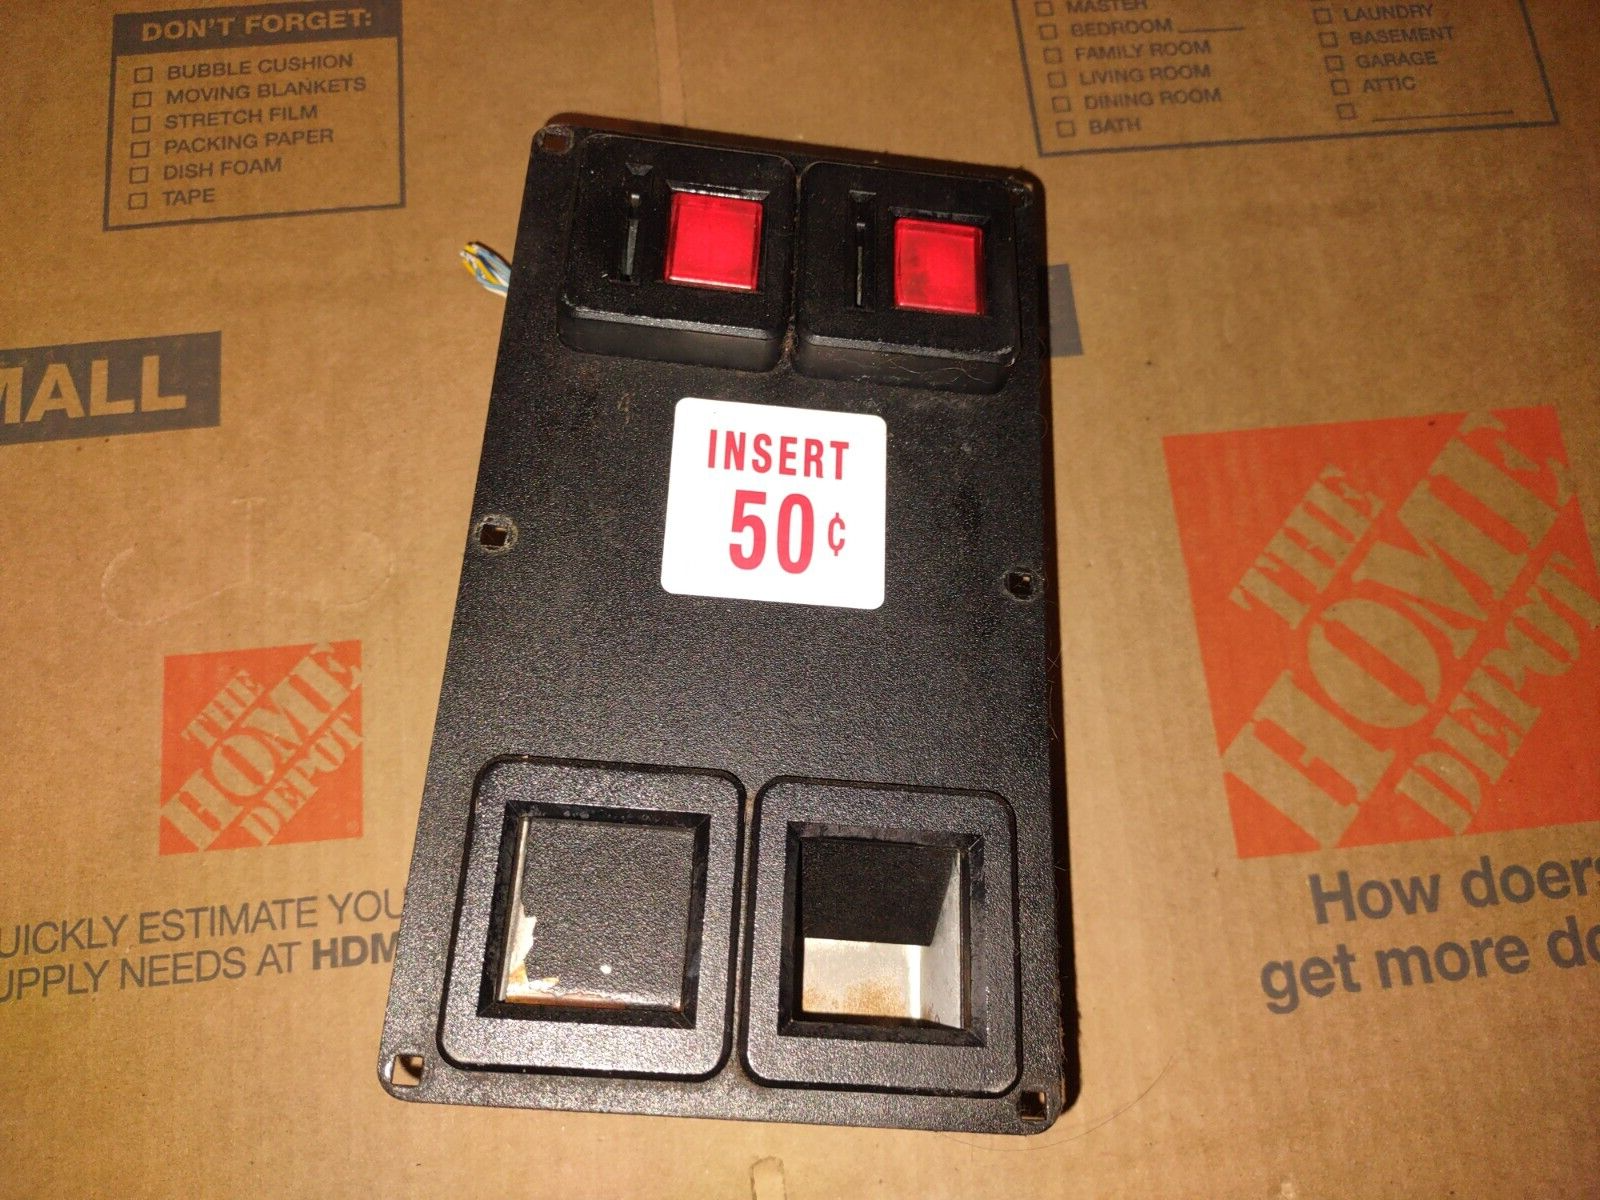 DON'T FORGET:
BUBBLE CUSHION
MOVING BLANKETS
STRETCH FILM
PACKING PAPER
DISH FOAM
TAPE
MASTER
BEDROOM
FAMILY ROOM
LIVING ROOM
DINING ROOM
BATH
LAUNDRY
BASEMENT
GARAGE
ATTIC
MALL
INSERT
50¢
THE
HOME
DEPOT
THE
HOME
DEPOT
UICKLY ESTIMATE YOU
UPPLY NEEDS AT HDM
How doers
get more do